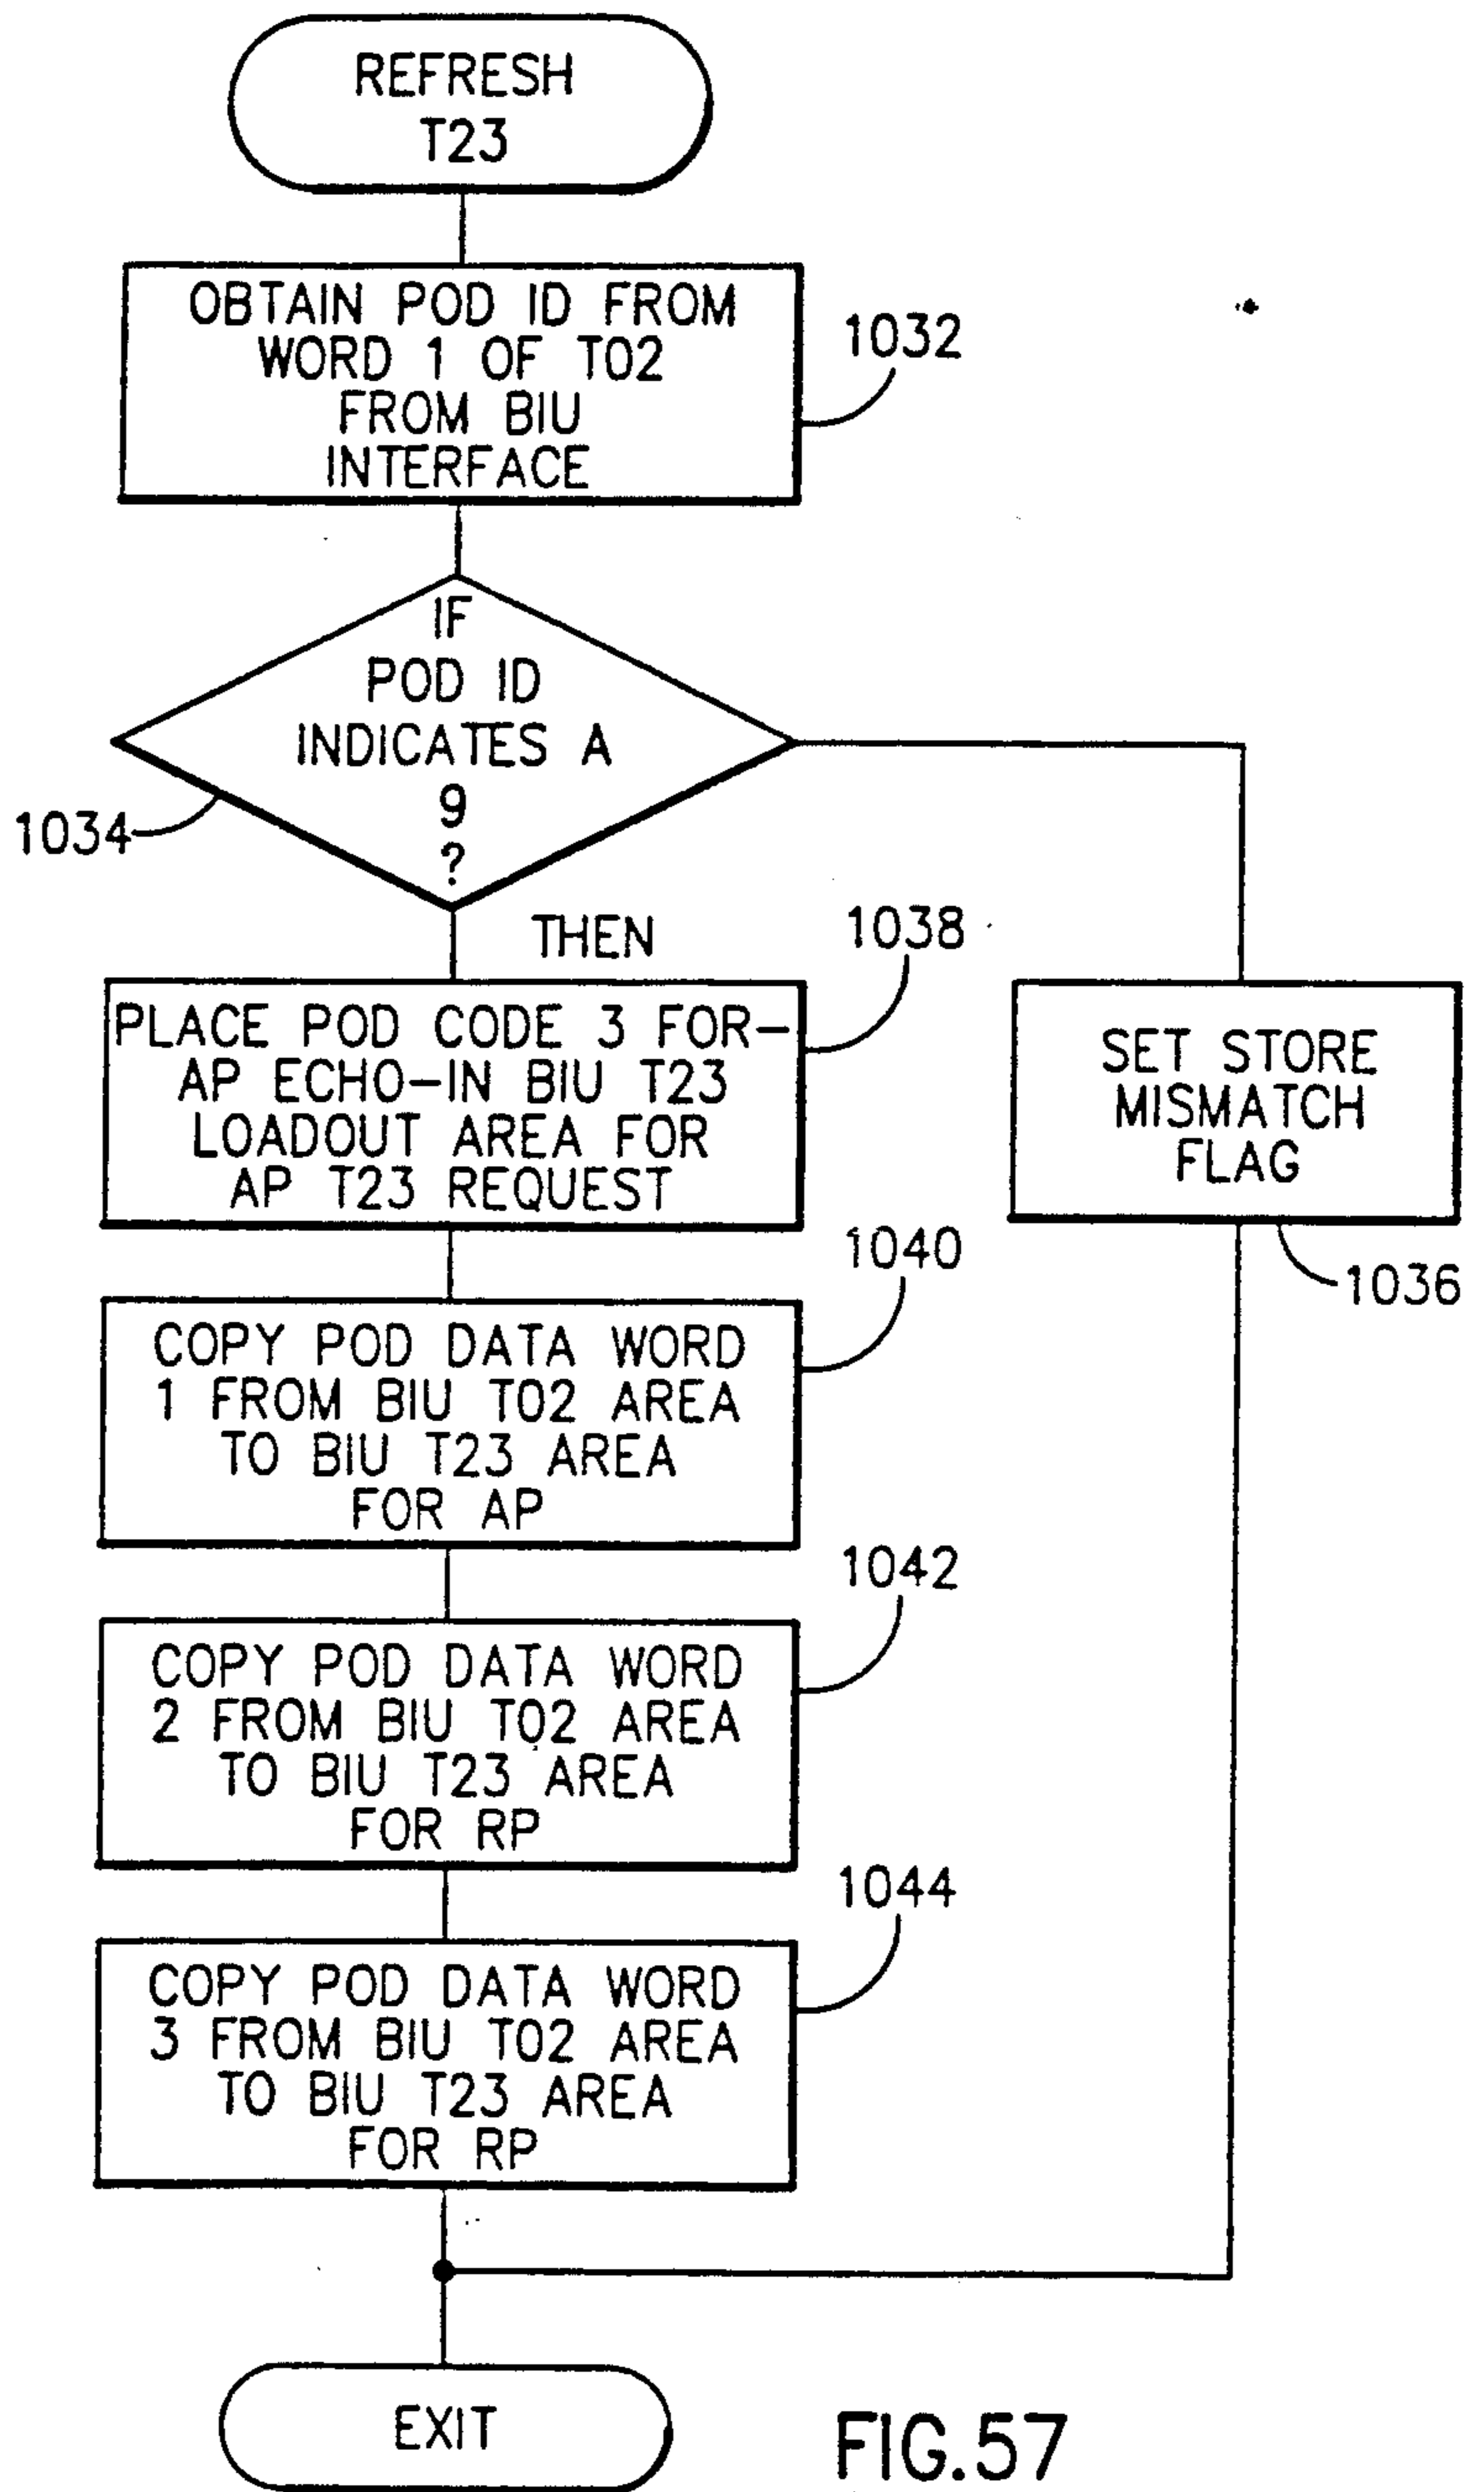 REFRESH
T23
OBTAIN POD ID FROM
WORD 1 OF T02
FROM BIU
INTERFACE
1032
IF
POD ID
INDICATES A
9
?
1034
THEN
PLACE POD CODE 3 FOR-
AP ECHO-IN BIU T23
LOADOUT AREA FOR
AP T23 REQUEST
1038
SET STORE
MISMATCH
FLAG
1036
COPY POD DATA WORD
1 FROM BIU T02 AREA
TO BIU T23 AREA
FOR AP
1040
COPY POD DATA WORD
2 FROM BIU T02 AREA
TO BIU T23 AREA
FOR RP
1042
COPY POD DATA WORD
3 FROM BIU T02 AREA
TO BIU T23 AREA
FOR RP
1044
EXIT
FIG.57